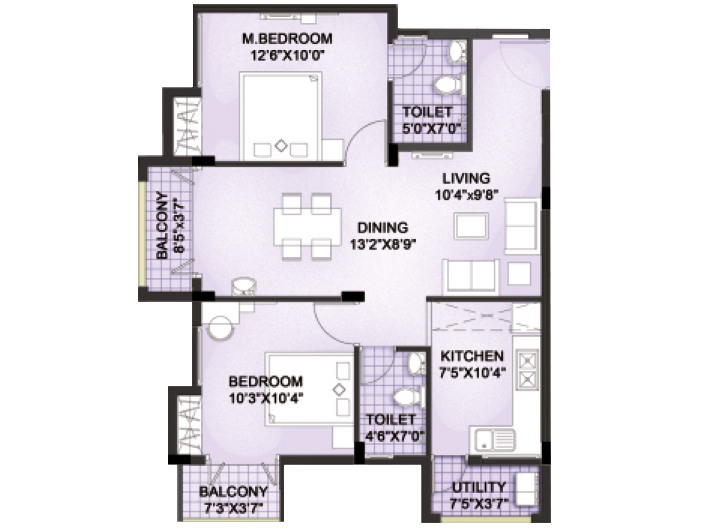 M.BEDROOM
12'6"X10'0"
TOILET
5'0"X7'0"
LIVING
10'4"x9'8"
BALCONY
8'5"x3'7"
DINING
13'2"X8'9"
KITCHEN
7'5"X10'4"
BEDROOM
10'3"X10'4"
TOILET
4'6"X7'0"
BALCONY
7'3"X3'7"
UTILITY
7'5"X3'7"